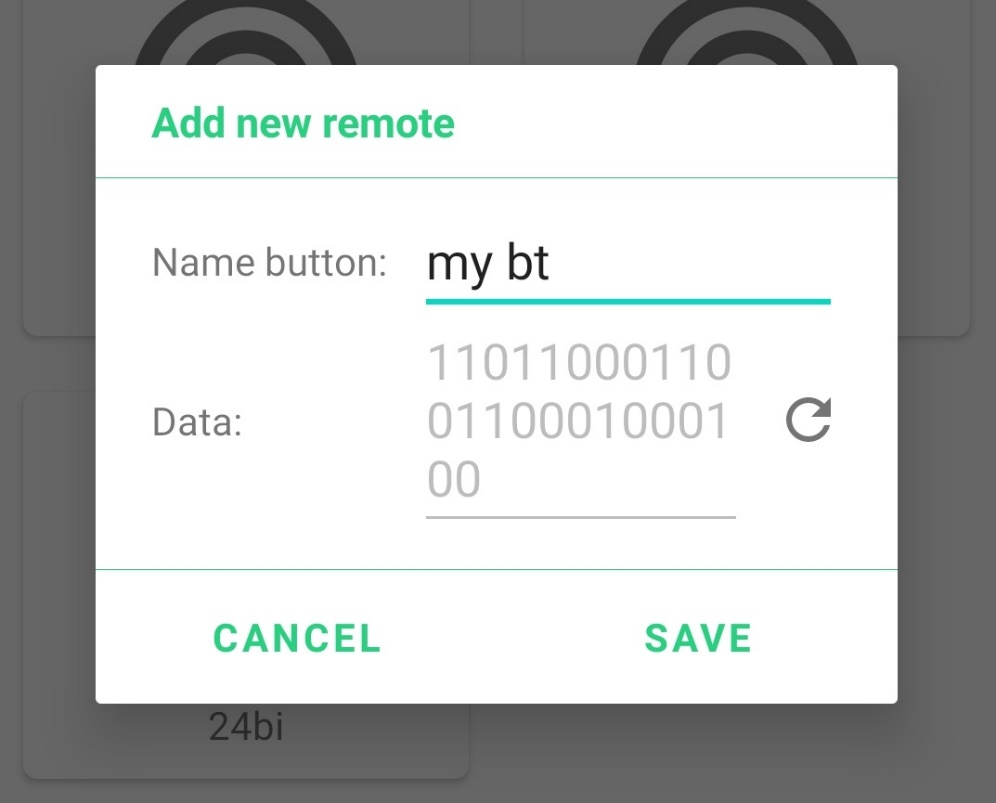 Add new remote
Name button: my bt
Data:
11011000110
01100010001
00
CANCEL SAVE
24bi